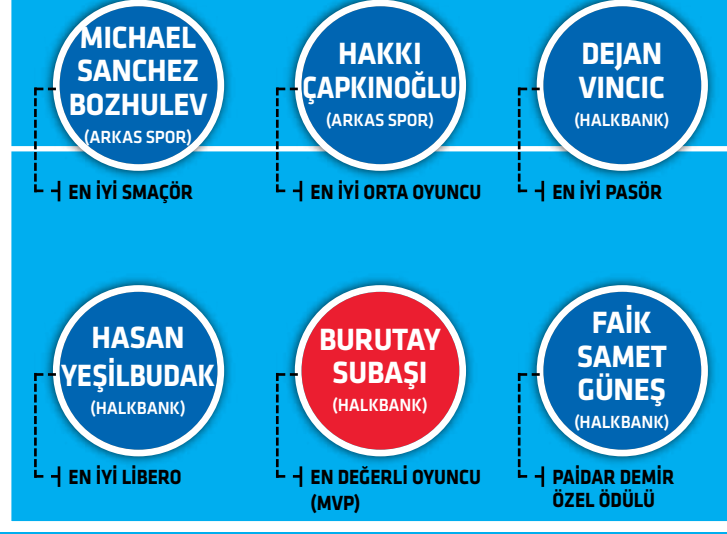 MICHAEL
SANCHEZ
BOZHULEV
(ARKAS SPOR)
EN İYİ SMAÇÖR
HAKKI
ÇAPKINOĞLU
(ARKAS SPOR)
EN İYİ ORTA OYUNCU
DEJAN
VINCIC
(HALKBANK)
EN İYİ PASÖR
HASAN
YEŞİLBUDAK
(HALKBANK)
EN İYİ LİBERO
BURUTAY
SUBAŞI
(HALKBANK)
EN DEĞERLİ OYUNCU
(MVP)
FAİK
SAMET
GÜNEŞ
(HALKBANK)
PAİDAR DEMİR
ÖZEL ÖDÜLÜ